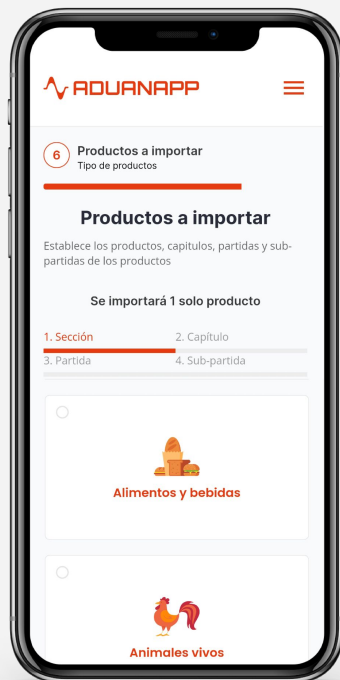 ADUANAPP
6
Productos a importar
Tipo de productos
Productos a importar
Establece los productos, capitulos, partidas y sub-
partidas de los productos
Se importará 1 solo producto
1. Sección 2. Capítulo
3. Partida 4. Sub-partida
Alimentos y bebidas
Animales vivos